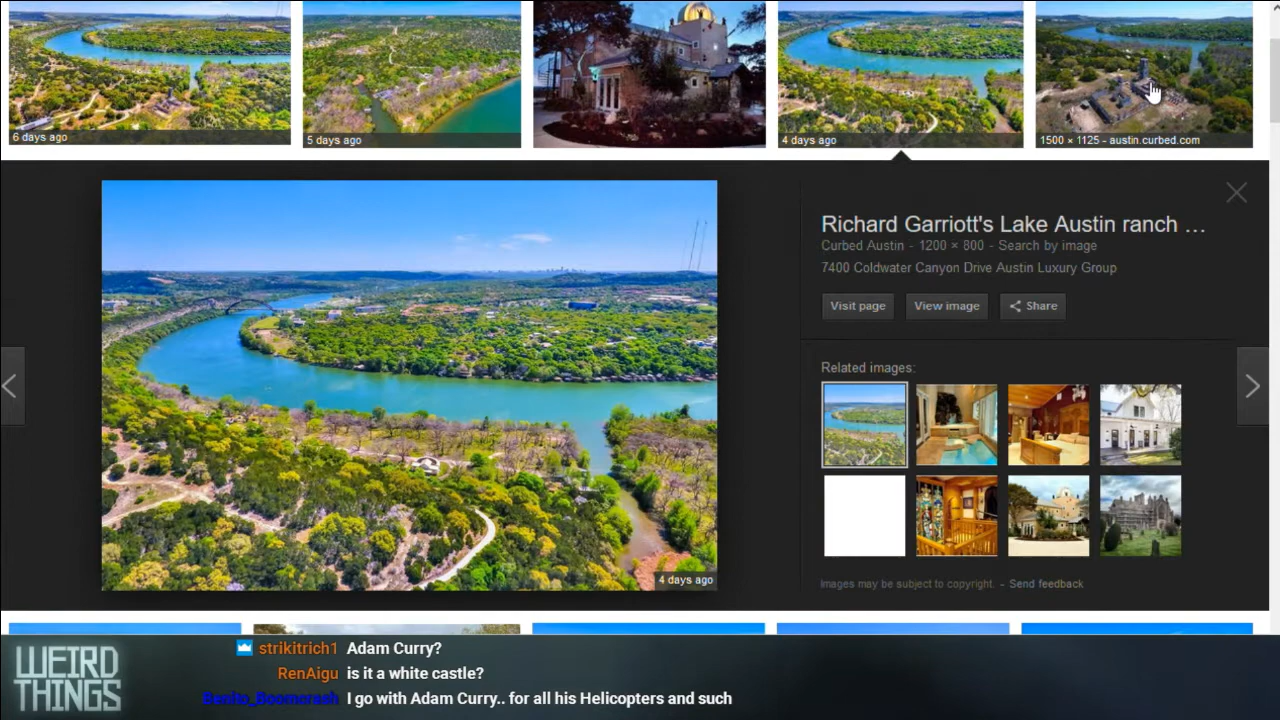 6 days ago
5 days ago
4 days ago
1500 × 1125 - austin.curbed.com
Richard Garriott's Lake Austin ranch ...
Curbed Austin - 1200 × 800 - Search by image
7400 Coldwater Canyon Drive Austin Luxury Group
Visit page
View image
Share
Related images:
4 days ago
Images may be subject to copyright. - Send feedback
WEIRD
THINGS
strikitrich1 Adam Curry?
RenAigu is it a white castle?
Benito_Boomoraah I go with Adam Curry.. for all his Helicopters and such